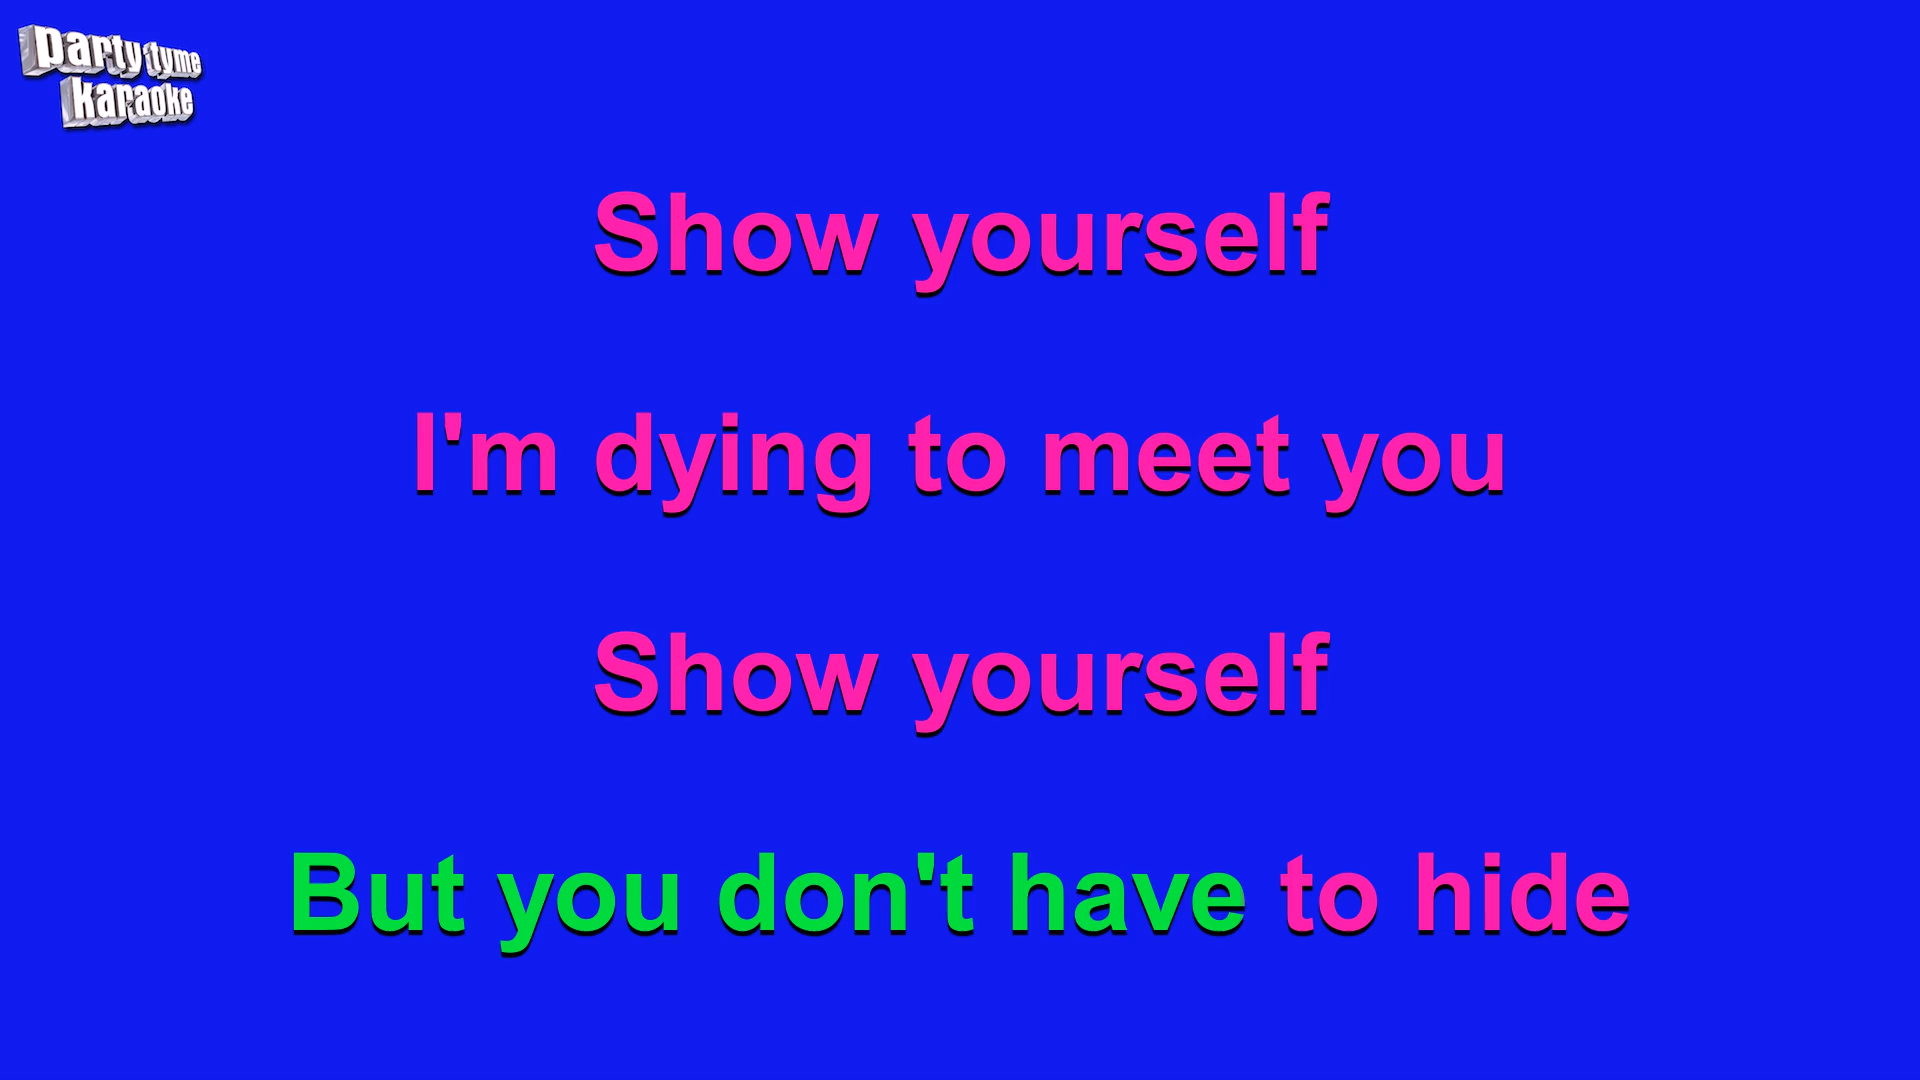 party tyme
karaoke
Show yourself
I'm dying to meet you
Show yourself
But you don't have to hide